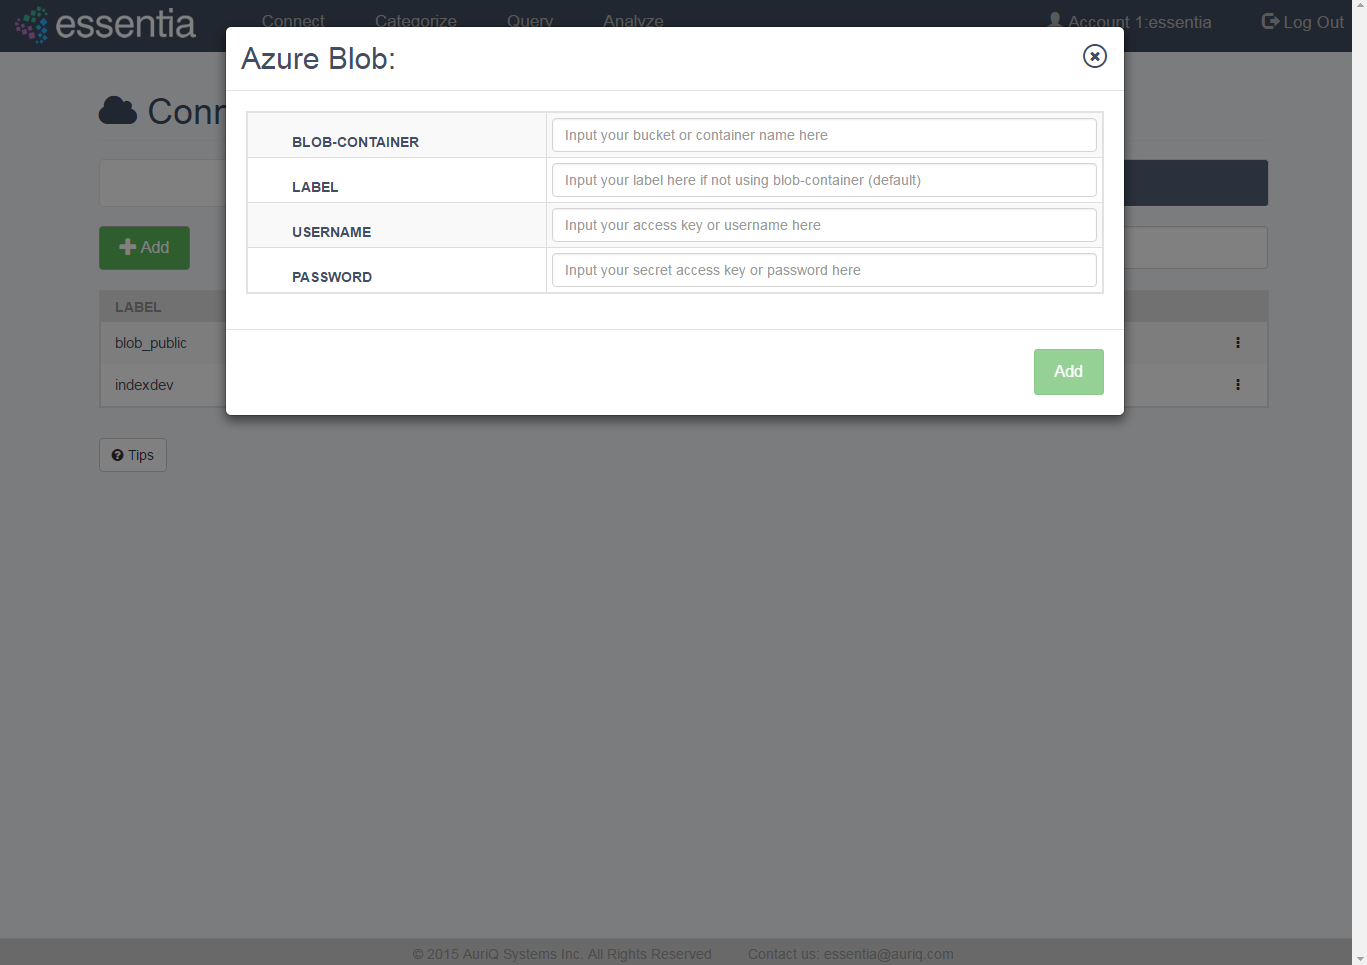 essentia Connect Categorize Query Analyze Account 1:essentia Log Out
Azure Blob:
Conn
BLOB-CONTAINER Input your bucket or container name here
LABEL Input your label here if not using blob-container (default)
USERNAME Input your access key or username here
Add
PASSWORD Input your secret access key or password here
LABEL
blob_public
Add
indexdev
Tips
© 2015 AuriQ Systems Inc. All Rights Reserved Contact us: essentia@auriq.com